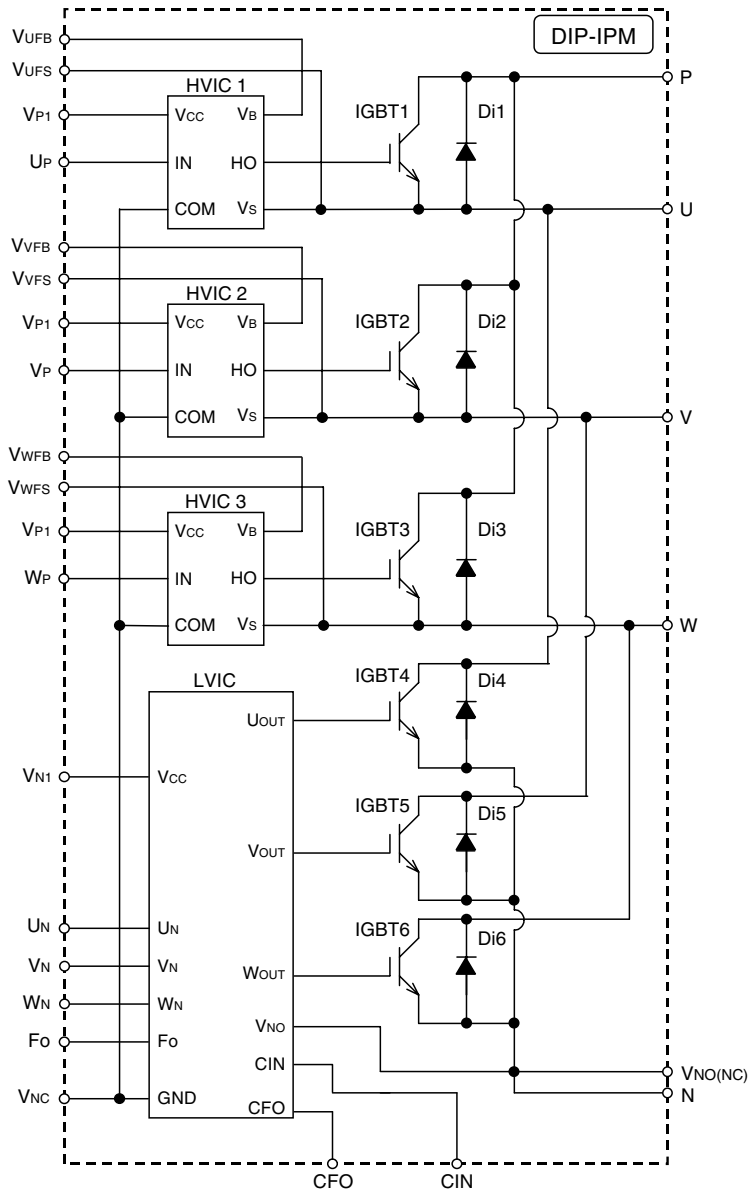 DIP-IPM
VUFB
VUFS
HVIC 1
VP1
VCC
VB
IGBT1
Di1
P
UP
IN
HO
COM
VS
U
VVFB
VVFS
HVIC 2
VP1
VCC
VB
IGBT2
Di2
VP
IN
HO
COM
VS
V
VWFB
VWFS
HVIC 3
VP1
VCC
VB
IGBT3
Di3
WP
IN
HO
COM
VS
W
LVIC
IGBT4
Di4
UOUT
VN1
VCC
IGBT5
Di5
VOUT
UN
UN
IGBT6
Di6
VN
VN
WOUT
WN
WN
VNO
Fo
Fo
CIN
VNO(NC)
N
VNC
GND
CFO
CFO
CIN